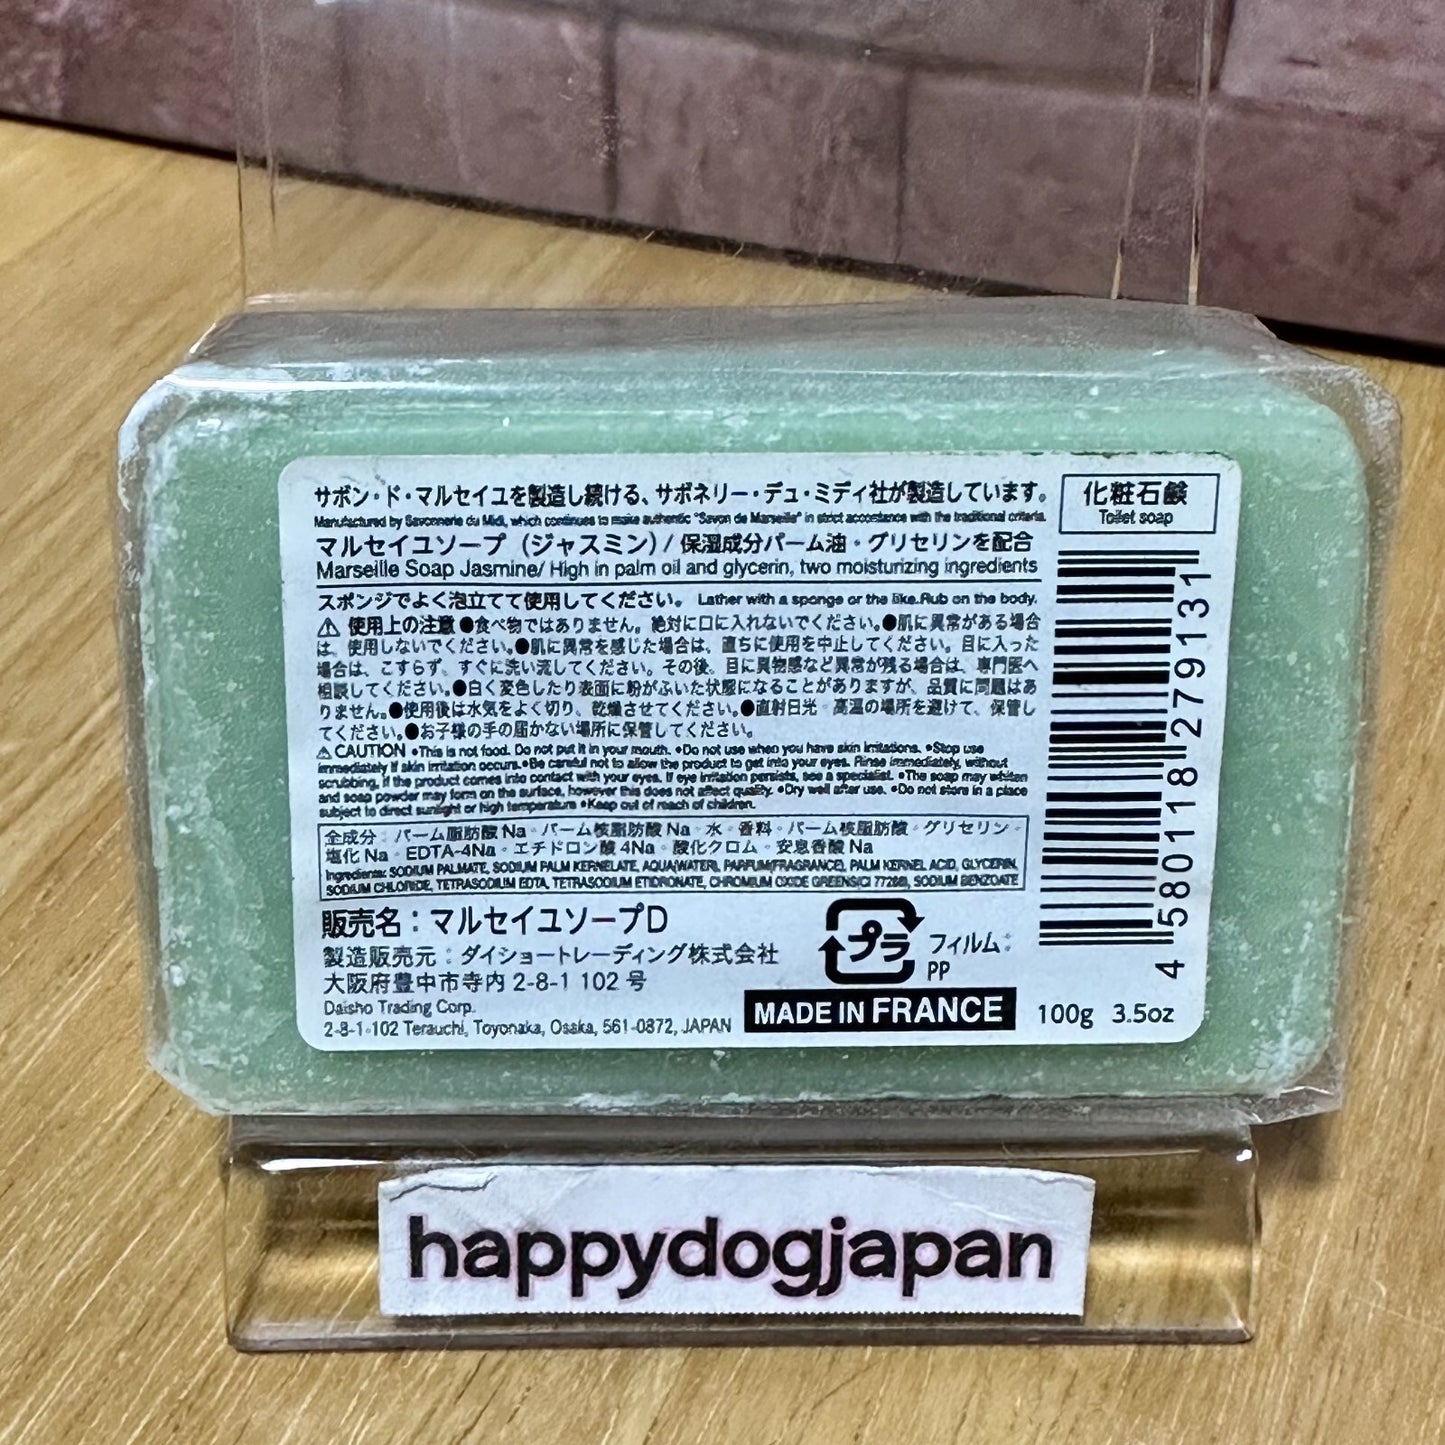 サボン・ド・マルセイユを製造し続ける、サボネリー・デュ・ミディ社が製造しています。
Manufactured by Savonnerie du Midi, which continues to make authentic "Savon de Marseille" in strict accordance with the traditional criteria.
化粧石鹸
Toilet soap
マルセイユソープ（ジャスミン）/ 保湿成分パーム油・グリセリンを配合
Marseille Soap Jasmine/ High in palm oil and glycerin, two moisturizing ingredients
スポンジでよく泡立てて使用してください。 Lather with a sponge or the like.Rub on the body.
⚠ 使用上の注意 ●食べ物ではありません。絶対に口に入れないでください。●肌に異常がある場合
は、使用しないでください。●肌に異常を感じた場合は、直ちに使用を中止してください。目に入った
場合は、こすらず、すぐに洗い流してください。その後、目に異物感など異常が残る場合は、専門医へ
相談してください。●白く変色したり表面に粉がふいた状態になることがありますが、品質に問題はあ
りません。●使用後は水気をよく切り、乾燥させてください。●直射日光・高温の場所を避けて、保管し
てください。●お子様の手の届かない場所に保管してください。
⚠ CAUTION •This is not food. Do not put it in your mouth. •Do not use when you have skin irritations. •Stop use
immediately if skin irritation occurs.•Be careful not to allow the product to get into your eyes. Rinse immediately, without
scrubbing, if the product comes into contact with your eyes. If eye irritation persists, see a specialist. •The soap may whiten
and soap powder may form on the surface, however this does not affect quality. •Dry well after use. •Do not store in a place
subject to direct sunlight or high temperature •Keep out of reach of children.
全成分：パーム脂肪酸 Na・パーム核脂肪酸 Na・水・香料・パーム核脂肪酸・グリセリン・
塩化 Na・EDTA-4Na・エチドロン酸 4Na・酸化クロム・安息香酸 Na
Ingredients: SODIUM PALMATE, SODIUM PALM KERNELATE, AQUA(WATER), PARFUM(FRAGRANCE), PALM KERNEL ACID, GLYCERIN,
SODIUM CHLORIDE, TETRASODIUM EDTA, TETRASODIUM ETIDRONATE, CHROMIUM OXIDE GREENS(CI 77288), SODIUM BENZOATE
販売名：マルセイユソープD
製造販売元：ダイショートレーディング株式会社
大阪府豊中市寺内 2-8-1 102 号
Daisho Trading Corp.
2-8-1-102 Terauchi, Toyonaka, Osaka, 561-0872, JAPAN
プラ
フィルム：
PP
MADE IN FRANCE
100g 3.5oz
4 580118 279131
happydogjapan